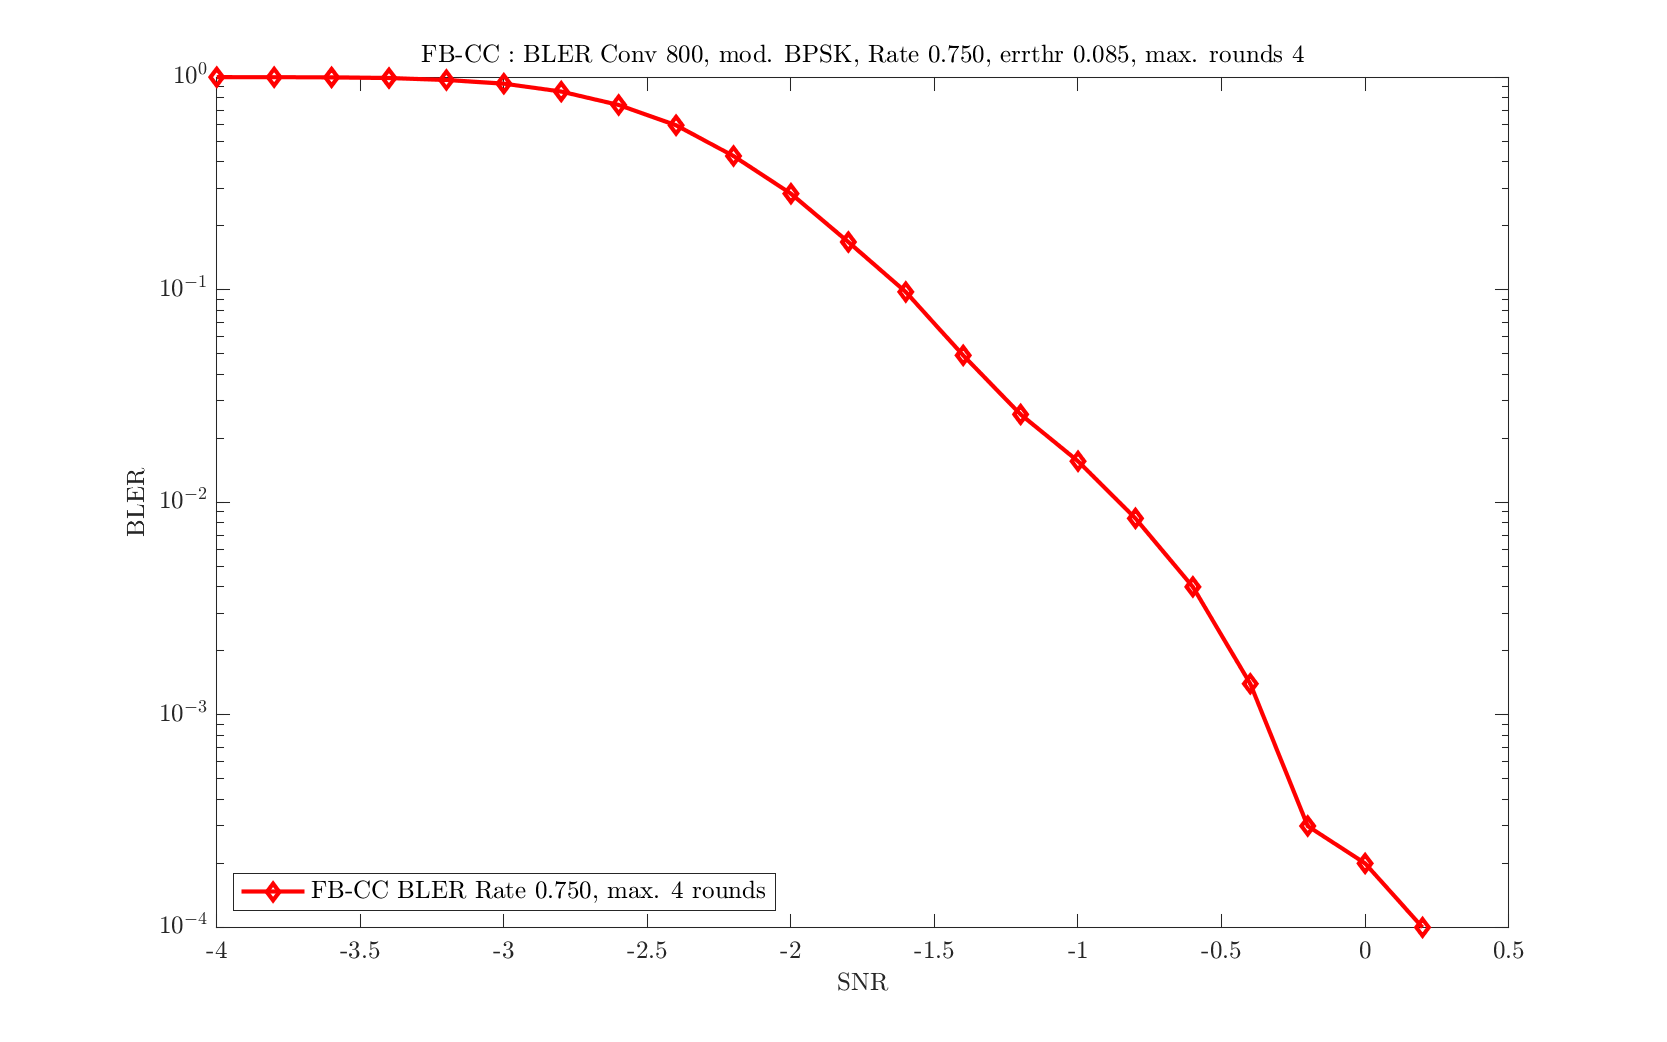 FB-CC : BLER Conv 800, mod. BPSK, Rate 0.750, errthr 0.085, max. rounds 4
10^0
10^-1
10^-2
10^-3
10^-4
BLER
FB-CC BLER Rate 0.750, max. 4 rounds
-4 -3.5 -3 -2.5 -2 -1.5 -1 -0.5 0 0.5
SNR